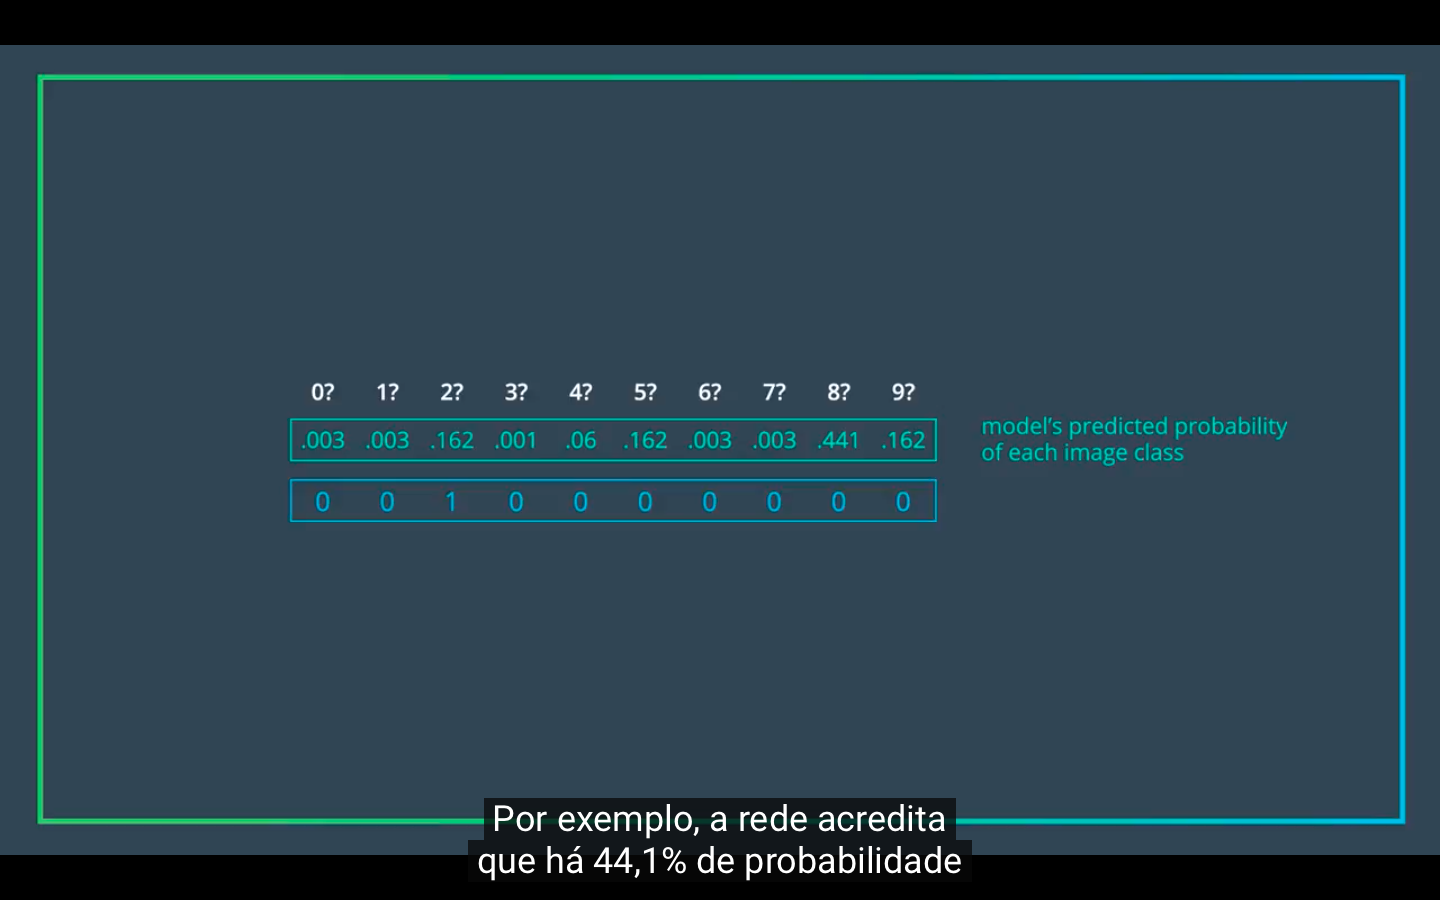 0? 1? 2? 3? 4? 5? 6? 7? 8? 9?
.003 .003 .162 .001 .06 .162 .003 .003 .441 .162
model's predicted probability
of each image class
0 0 1 0 0 0 0 0 0 0
Por exemplo, a rede acredita
que há 44,1% de probabilidade